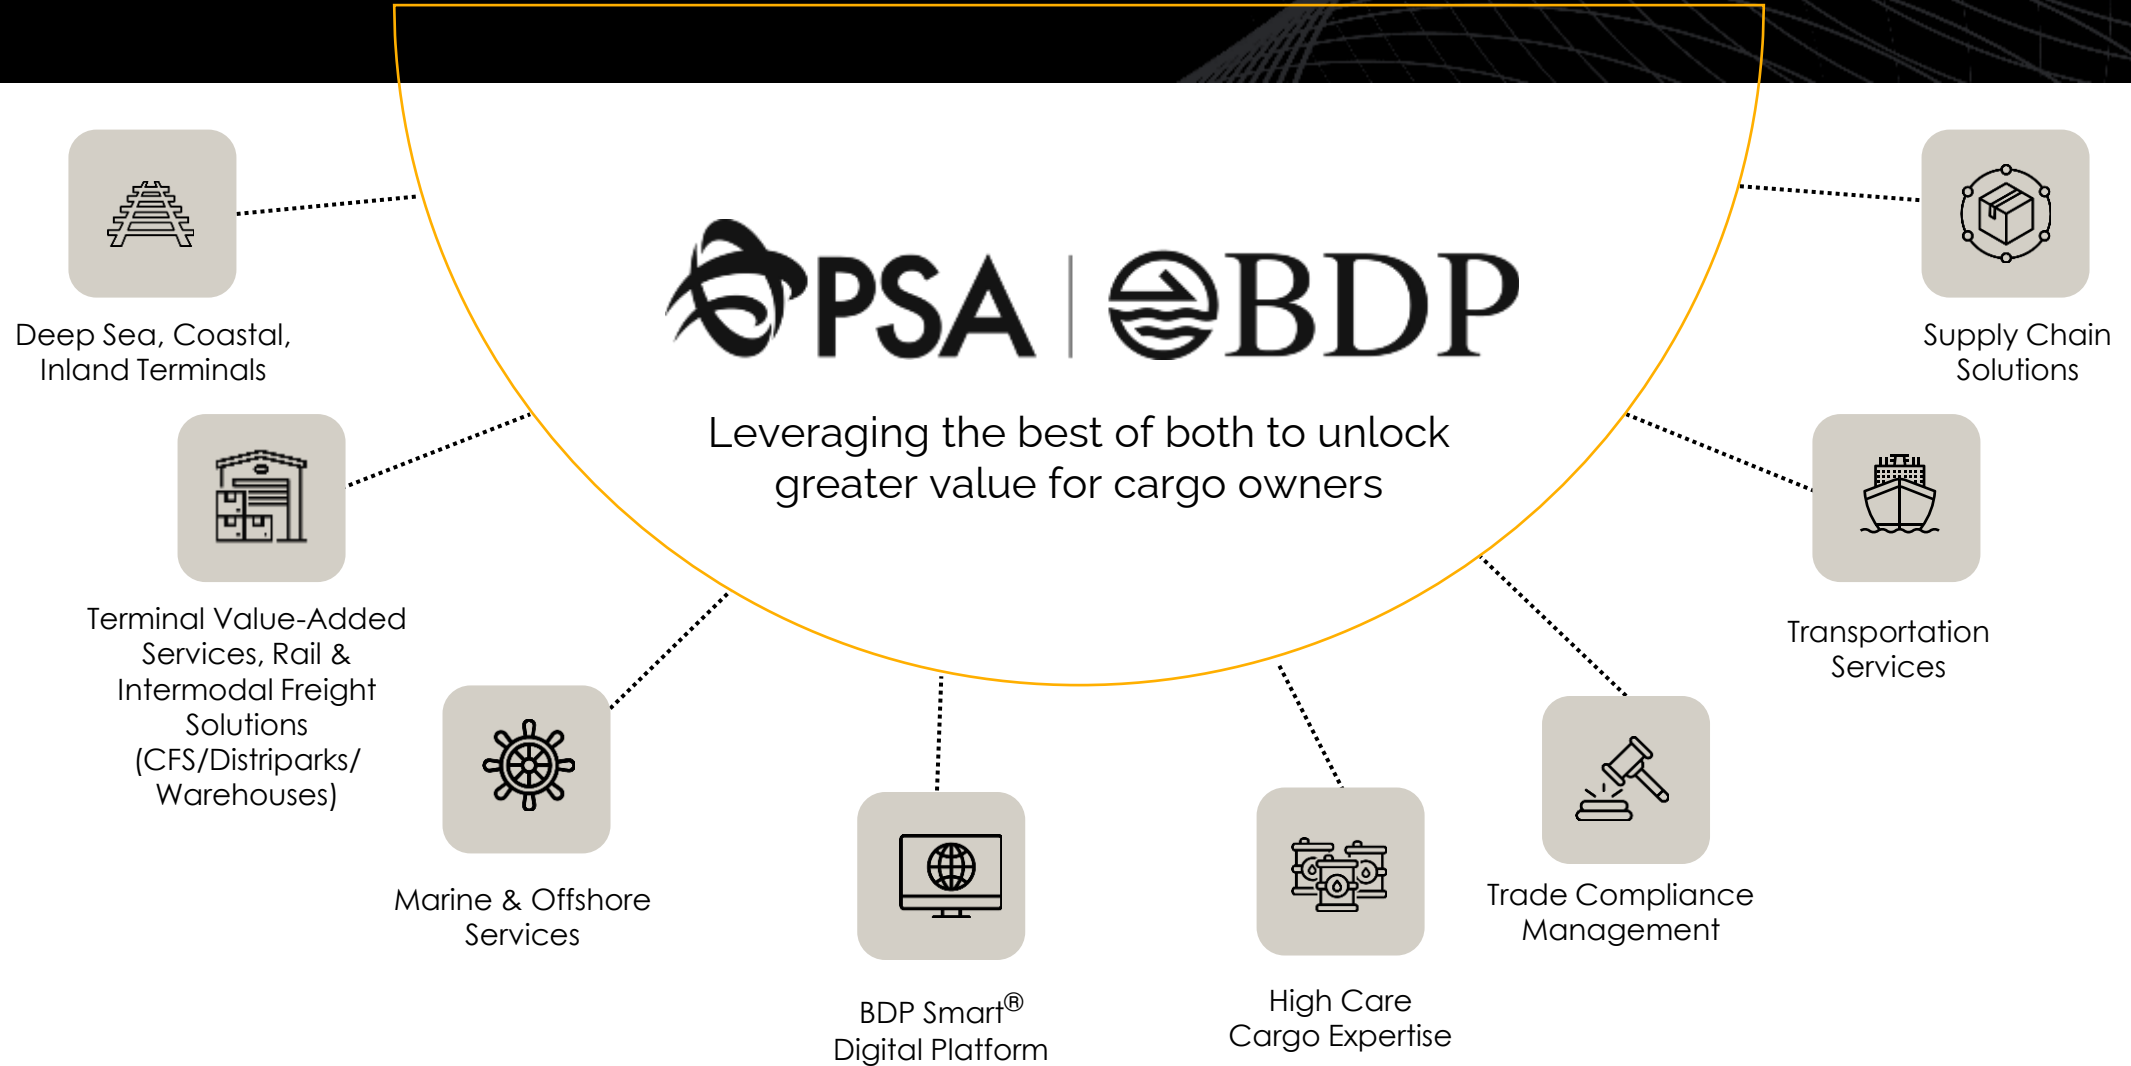 PSA | BDP
Leveraging the best of both to unlock
greater value for cargo owners
Deep Sea, Coastal,
Inland Terminals
Terminal Value-Added
Services, Rail &
Intermodal Freight
Solutions
(CFS/Distriparks/
Warehouses)
Marine & Offshore
Services
BDP Smart®
Digital Platform
High Care
Cargo Expertise
Trade Compliance
Management
Transportation
Services
Supply Chain
Solutions